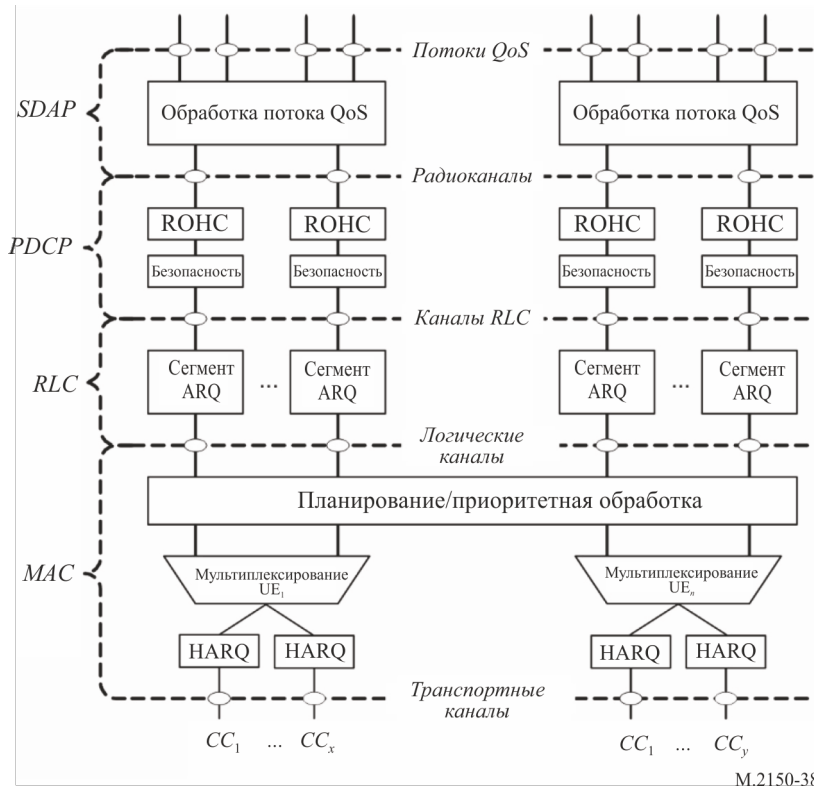 Потоки QoS
SDAP
Обработка потока QoS
Обработка потока QoS
Радиоканалы
ROHC
ROHC
ROHC
ROHC
PDCP
Безопасность
Безопасность
Безопасность
Безопасность
Каналы RLC
RLC
Сегмент
ARQ
...
Сегмент
ARQ
Сегмент
ARQ
...
Сегмент
ARQ
Логические
каналы
Планирование/приоритетная обработка
MAC
Мультиплексирование
UE₁
Мультиплексирование
UEₙ
HARQ
HARQ
HARQ
HARQ
Транспортные
каналы
CC₁ ... CCₓ
CC₁ ... CCy
M.2150-38